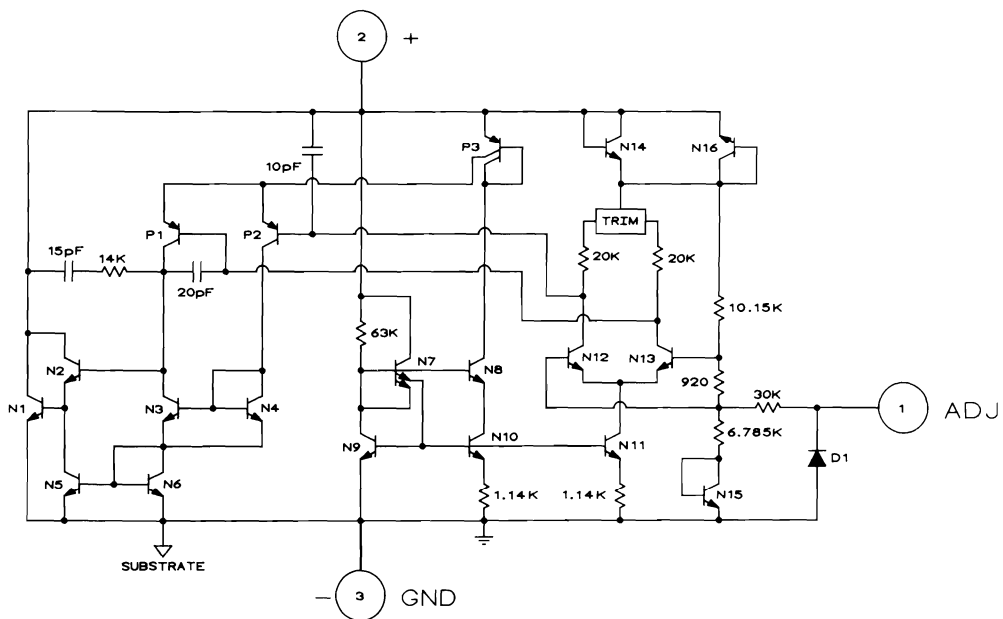 2 +
P3
N14
N16
10pF
P1
P2
TRIM
15pF
14K
20pF
20K
20K
10.15K
63K
N7
N2
N8
N12
N13
920
30K
1 ADJ
N1
N3
N4
6.785K
N9
N10
N11
D1
N5
N6
N15
1.14K
1.14K
SUBSTRATE
− 3 GND